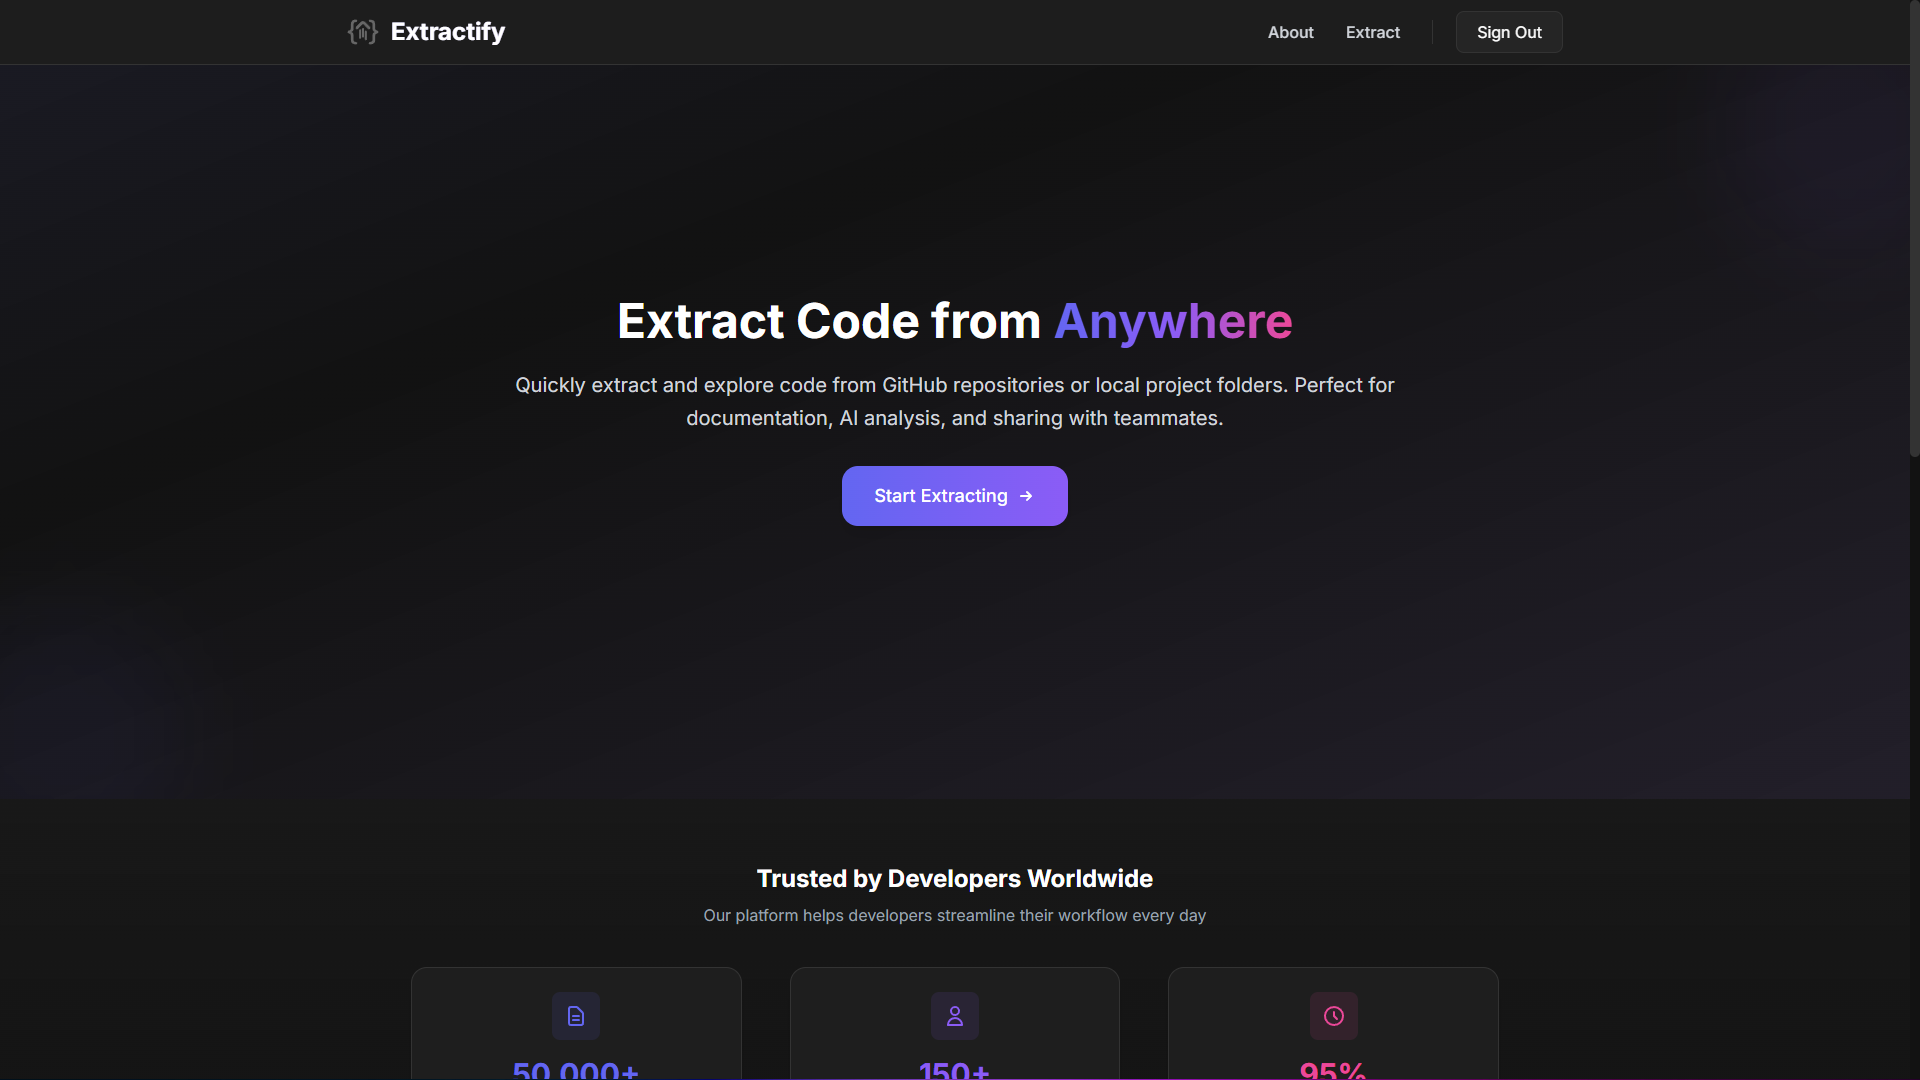 Extractify
About
Extract
Sign Out
Extract Code from Anywhere
Quickly extract and explore code from GitHub repositories or local project folders. Perfect for
documentation, AI analysis, and sharing with teammates.
Start Extracting →
Trusted by Developers Worldwide
Our platform helps developers streamline their workflow every day
50,000+
150+
95%